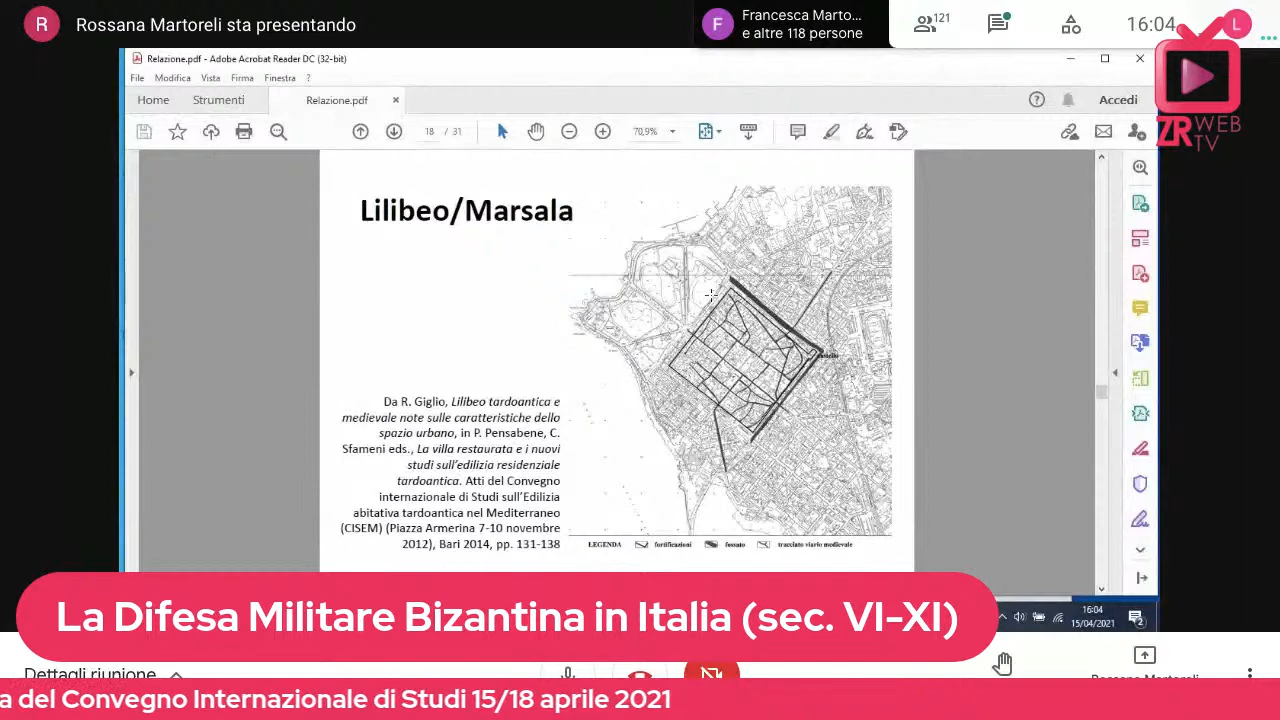 R Rossana Martoreli sta presentando
F Francesca Marto...
e altre 118 persone
121
16:04
L
ZR WEB TV
Relazione.pdf - Adobe Acrobat Reader DC (32-bit)
File Modifica Vista Firma Finestra ?
Home Strumenti Relazione.pdf × Accedi
18 / 31 70,9%
Lilibeo/Marsala
Da R. Giglio, Lilibeo tardoantica e
medievale note sulle caratteristiche dello
spazio urbano, in P. Pensabene, C.
Sfameni eds., La villa restaurata e i nuovi
studi sull'edilizia residenziale
tardoantica. Atti del Convegno
internazionale di Studi sull'Edilizia
abitativa tardoantica nel Mediterraneo
(CISEM) (Piazza Armerina 7-10 novembre
2012), Bari 2014, pp. 131-138
LEGENDA fortificazioni fossato tracciato viario medievale
16:04
15/04/2021
2
La Difesa Militare Bizantina in Italia (sec. VI-XI)
Dettagli riunione
a del Convegno Internazionale di Studi 15/18 aprile 2021